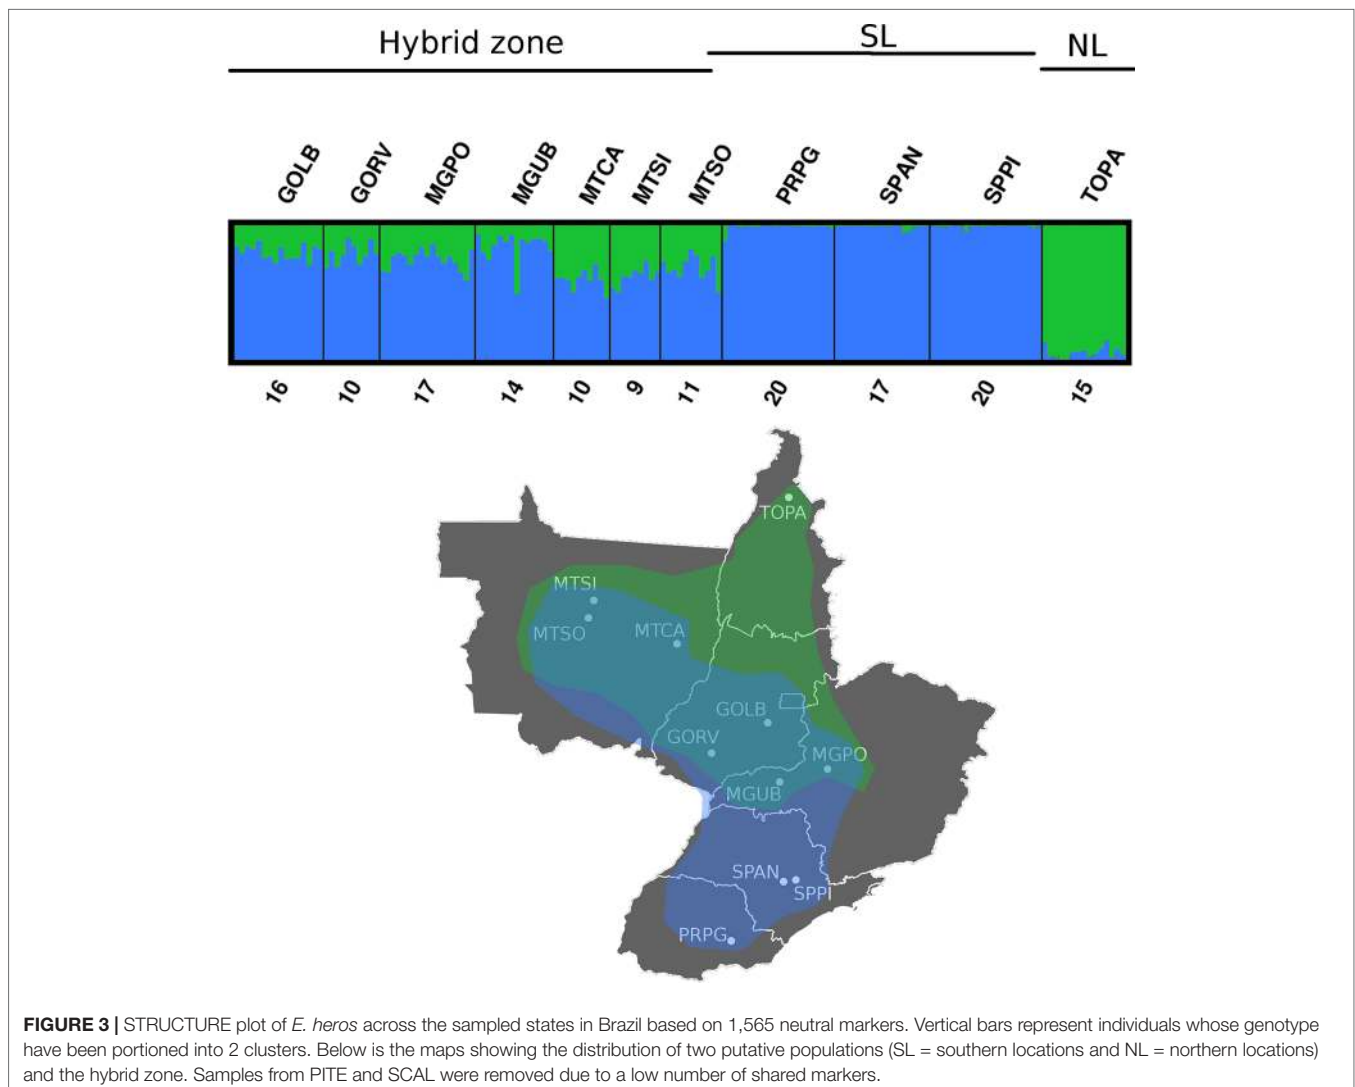 Hybrid zone SL NL
GOLB GORV MGPO MGUB MTCA MTSI MTSO PRPG SPAN SPPI TOPA
16 10 17 14 10 9 11 20 17 20 15
TOPA
MTSI
MTSO MTCA
GOLB
GORV
MGPO
MGUB
SPAN
SPPI
PRPG
FIGURE 3 | STRUCTURE plot of E. heros across the sampled states in Brazil based on 1,565 neutral markers. Vertical bars represent individuals whose genotype
have been portioned into 2 clusters. Below is the maps showing the distribution of two putative populations (SL = southern locations and NL = northern locations)
and the hybrid zone. Samples from PITE and SCAL were removed due to a low number of shared markers.